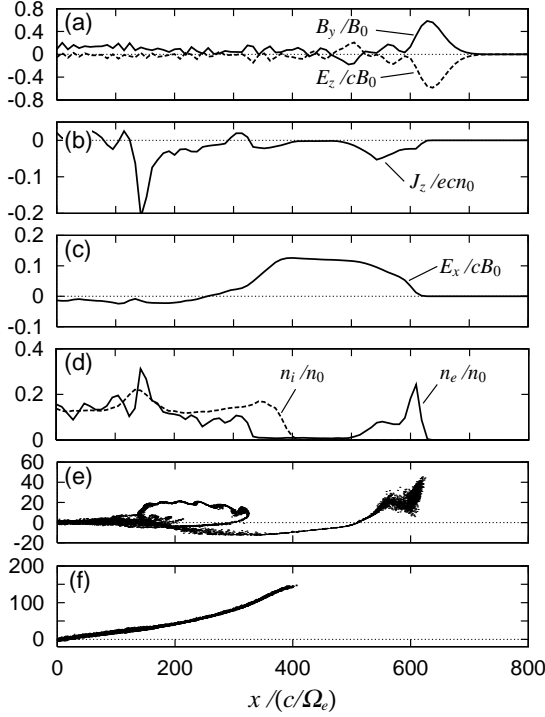 (a)
0.8
0.4
0
-0.4
-0.8
B_y/B_0
E_z/cB_0
(b)
0
-0.1
-0.2
J_z/ecn_0
(c)
0.2
0.1
0
-0.1
E_x/cB_0
(d)
0.4
0.2
0
n_i/n_0
n_e/n_0
(e)
60
40
20
0
-20
(f)
200
100
0
0 200 400 600 800
x/(c/Ω_e)